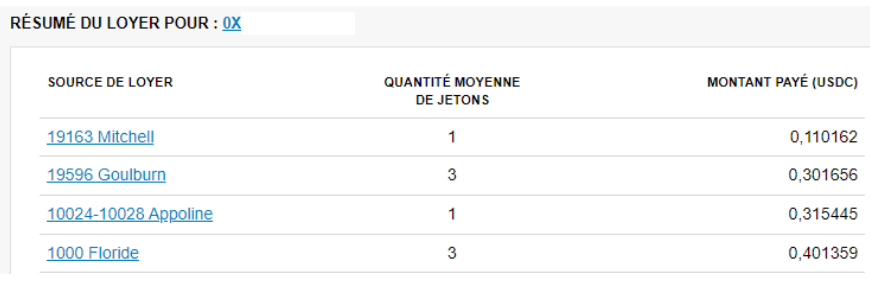 RÉSUMÉ DU LOYER POUR : 0X
SOURCE DE LOYER QUANTITÉ MOYENNE DE JETONS MONTANT PAYÉ (USDC)
19163 Mitchell 1 0,110162
19596 Goulburn 3 0,301656
10024-10028 Appoline 1 0,315445
1000 Floride 3 0,401359